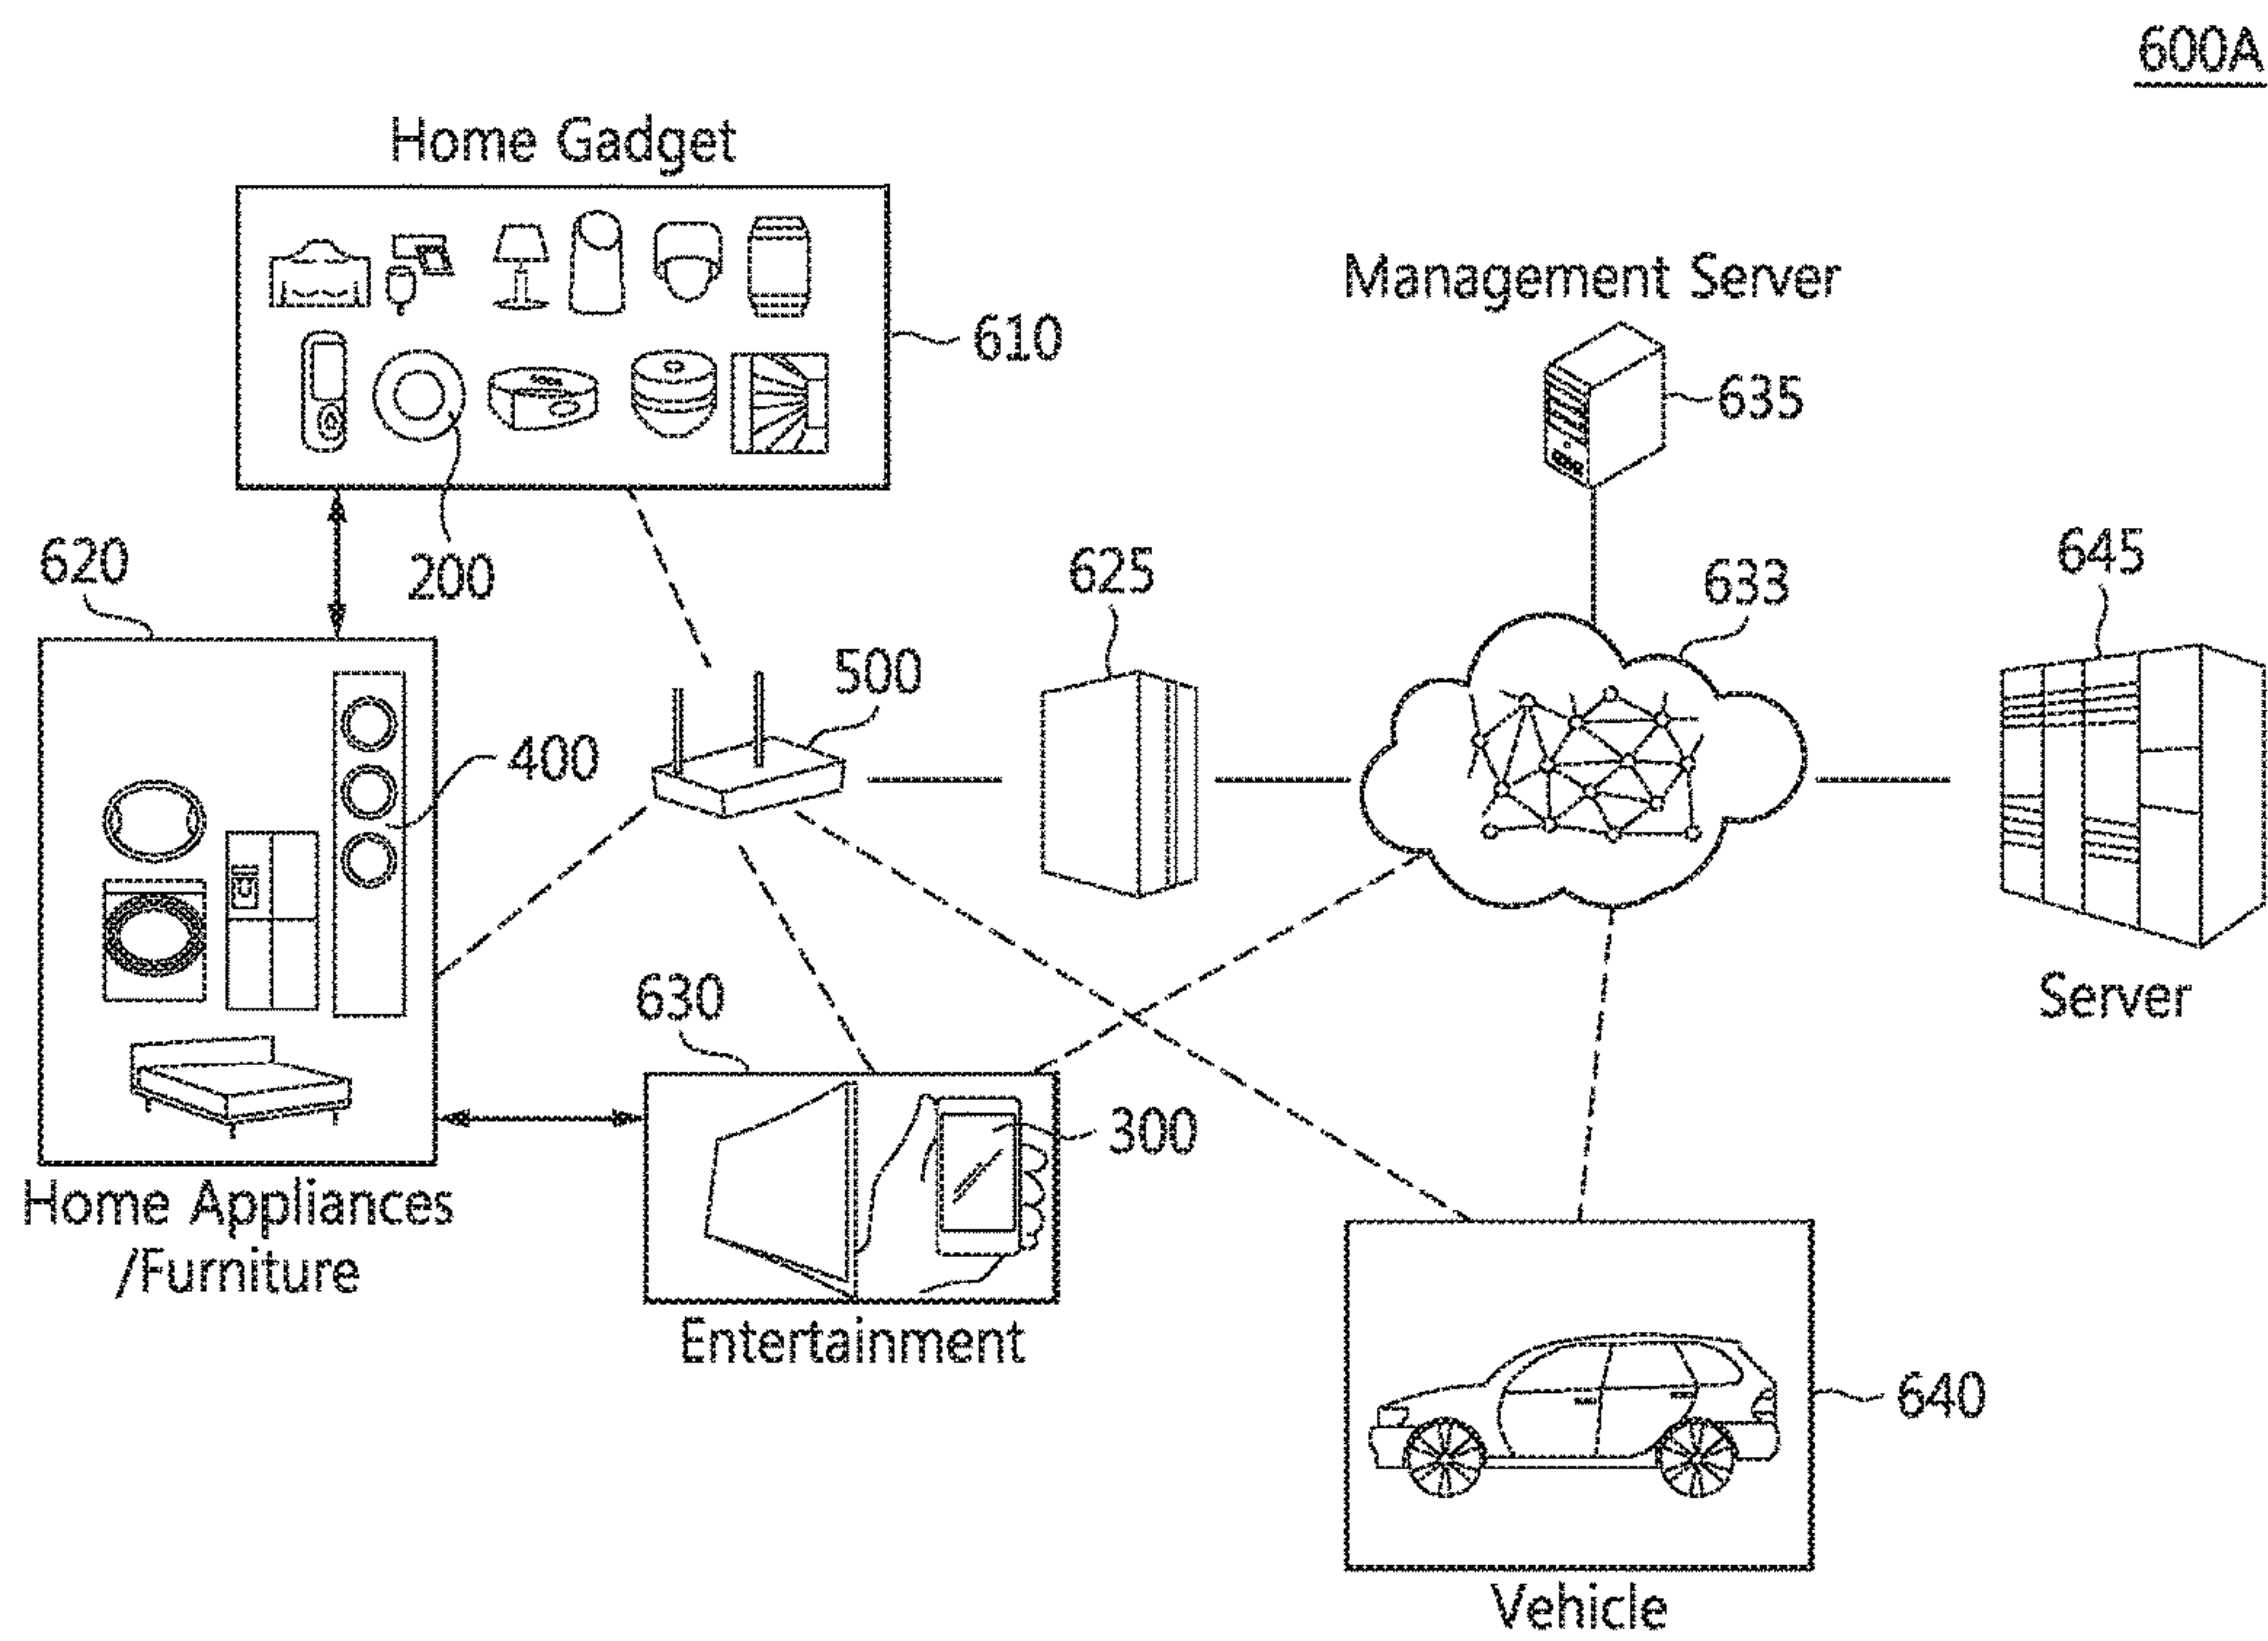 600A
Home Gadget
610
Management Server
635
620
200
625
633
645
500
400
630
Server
300
Home Appliances
/Furniture
Entertainment
640
Vehicle